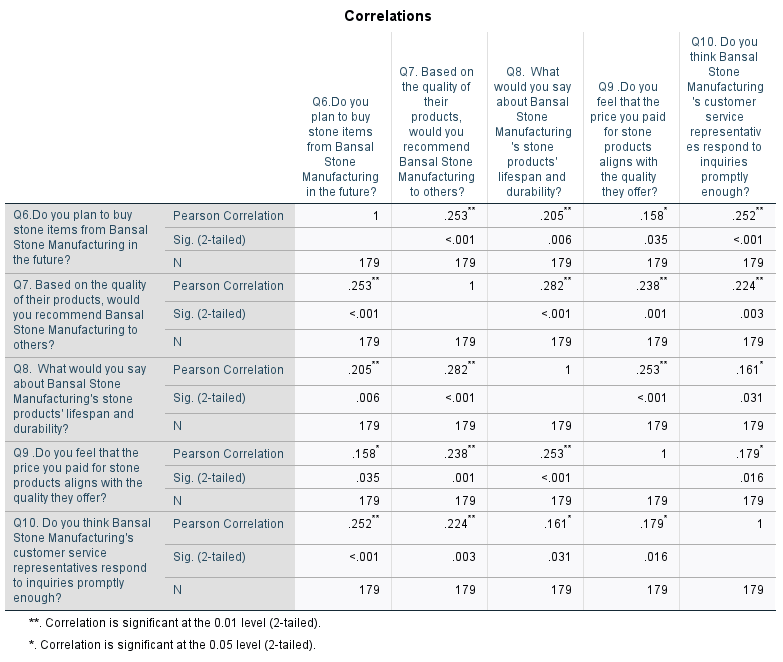 Correlations
Q6.Do you
plan to buy
stone items
from Bansal
Stone
Manufacturing
in the future?
Q7. Based on
the quality of
their
products,
would you
recommend
Bansal Stone
Manufacturing
to others?
Q8. What
would you say
about Bansal
Stone
Manufacturing
's stone
products'
lifespan and
durability?
Q9 .Do you
feel that the
price you paid
for stone
products
aligns with
the quality
they offer?
Q10. Do you
think Bansal
Stone
Manufacturing
's customer
service
representativ
es respond to
inquiries
promptly
enough?
Q6.Do you plan to buy
stone items from Bansal
Stone Manufacturing in
the future?
Pearson Correlation 1 .253** .205** .158* .252**
Sig. (2-tailed) <.001 .006 .035 <.001
N 179 179 179 179 179
Q7. Based on the quality
of their products, would
you recommend Bansal
Stone Manufacturing to
others?
Pearson Correlation .253** 1 .282** .238** .224**
Sig. (2-tailed) <.001 <.001 .001 .003
N 179 179 179 179 179
Q8. What would you say
about Bansal Stone
Manufacturing's stone
products' lifespan and
durability?
Pearson Correlation .205** .282** 1 .253** .161*
Sig. (2-tailed) .006 <.001 <.001 .031
N 179 179 179 179 179
Q9 .Do you feel that the
price you paid for stone
products aligns with the
quality they offer?
Pearson Correlation .158* .238** .253** 1 .179*
Sig. (2-tailed) .035 .001 <.001 .016
N 179 179 179 179 179
Q10. Do you think Bansal
Stone Manufacturing's
customer service
representatives respond
to inquiries promptly
enough?
Pearson Correlation .252** .224** .161* .179* 1
Sig. (2-tailed) <.001 .003 .031 .016
N 179 179 179 179 179
**. Correlation is significant at the 0.01 level (2-tailed).
*. Correlation is significant at the 0.05 level (2-tailed).